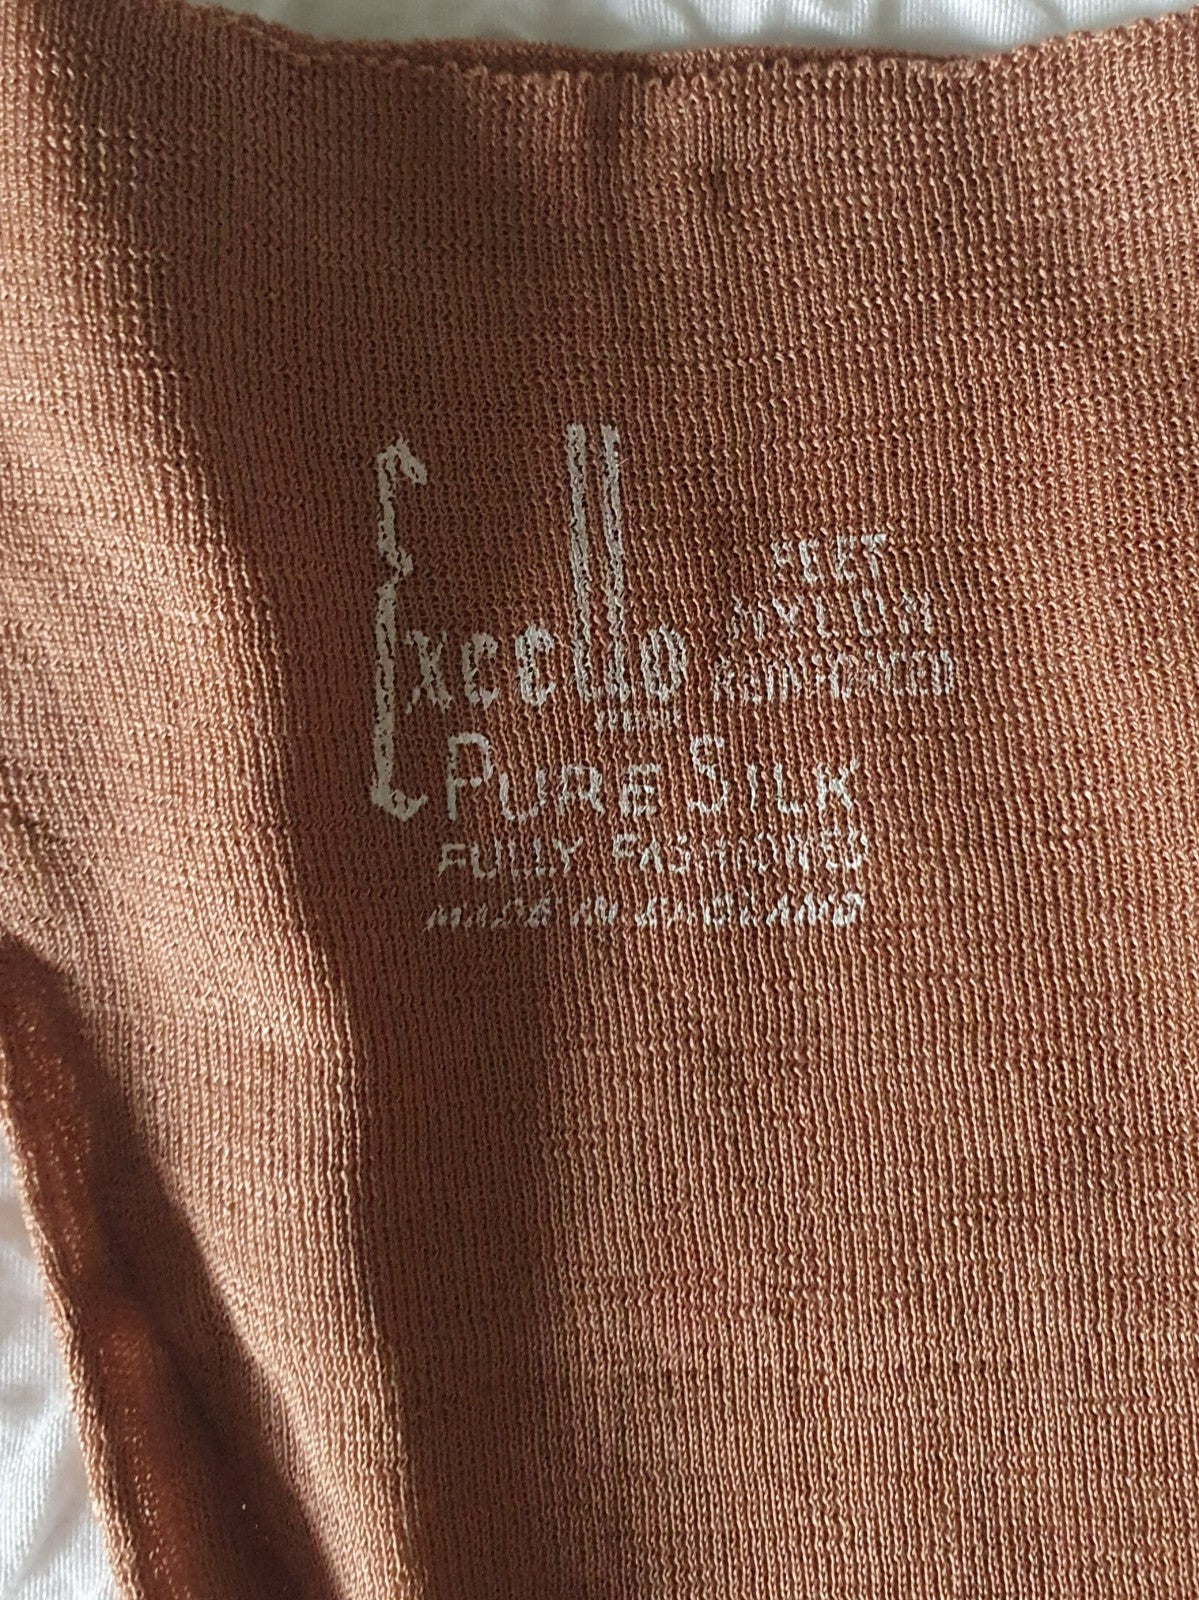 Excello
FEET
NYLON
REINFORCED
PURE SILK
FULLY FASHIONED
MADE IN ENGLAND